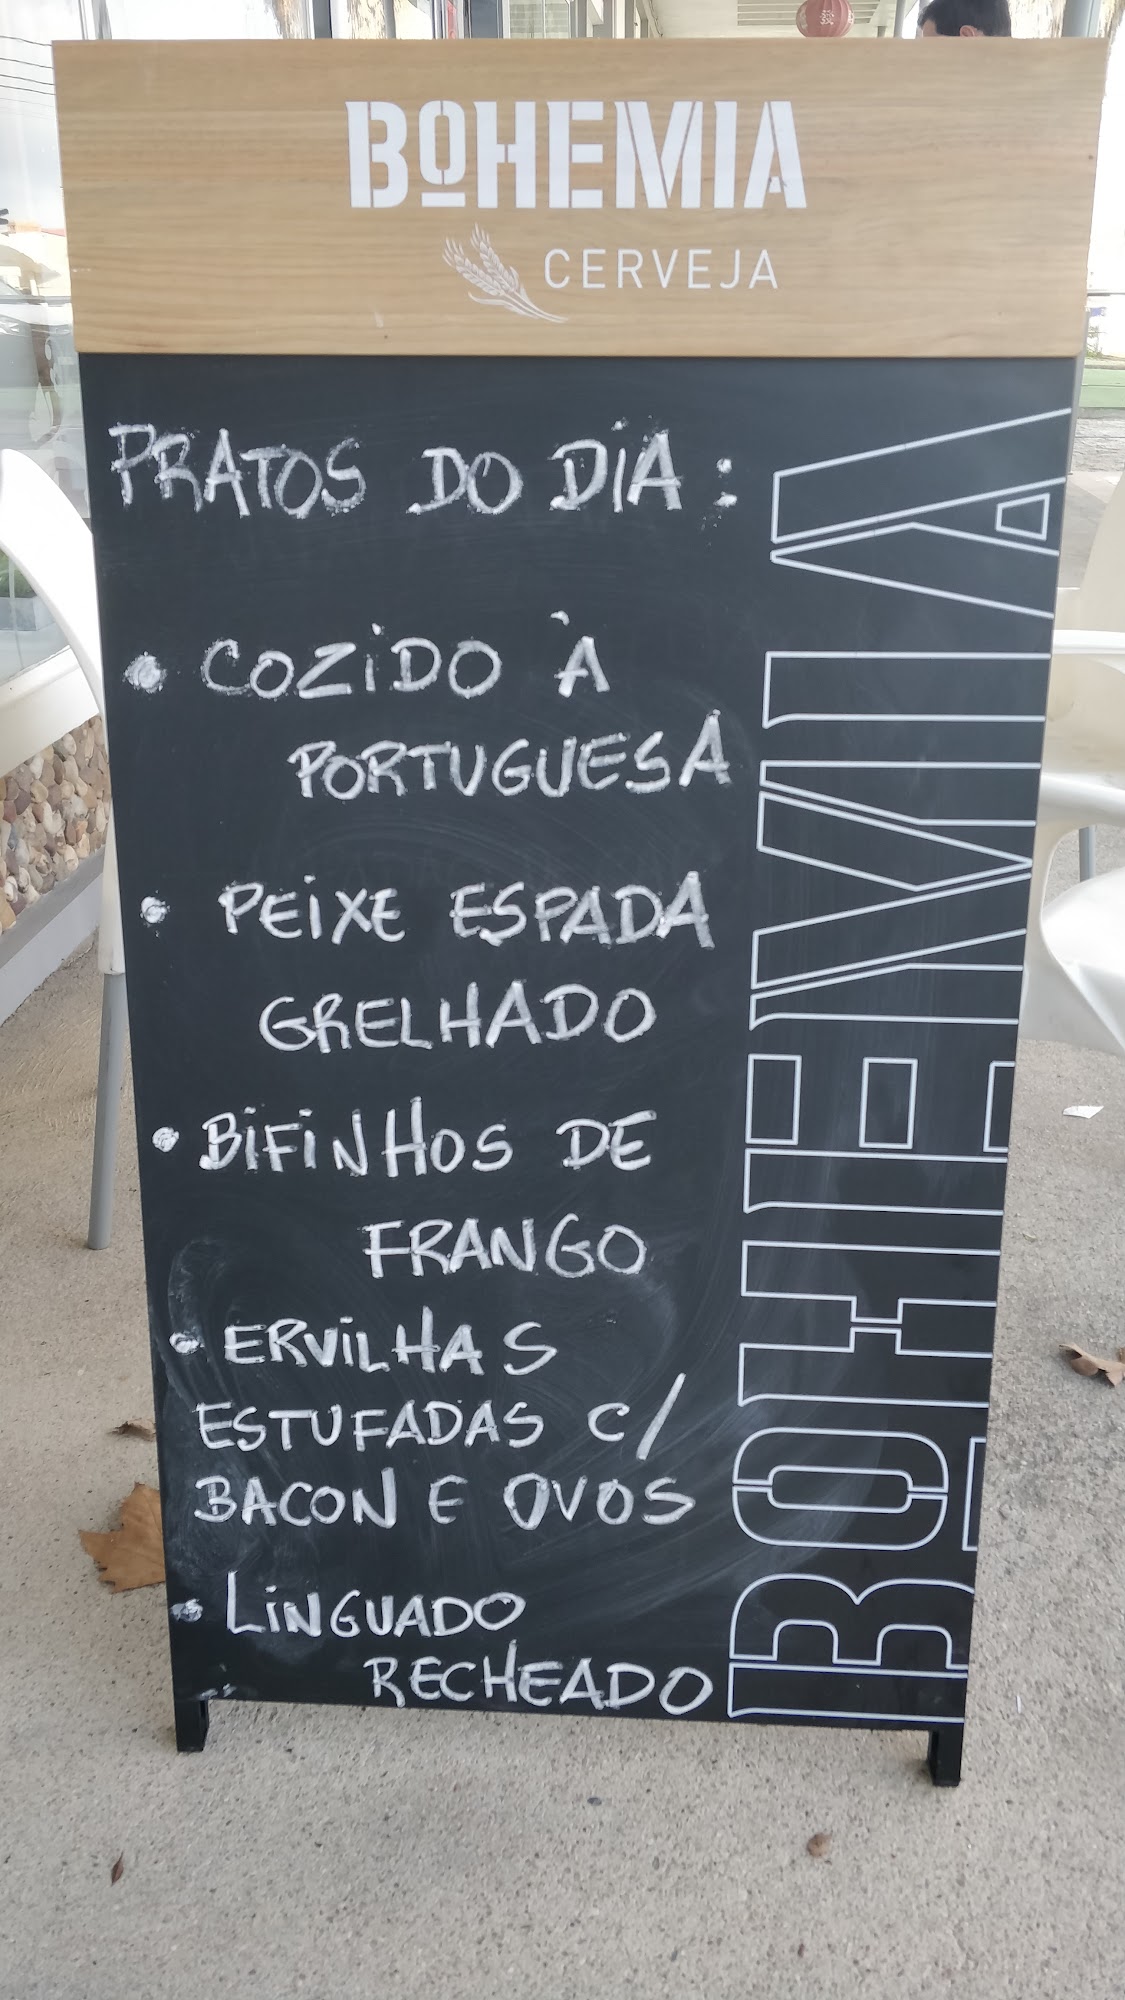 BOHEMIA
CERVEJA
PRATOS DO DIA:
• COZIDO À
PORTUGUESA
• PEIXE ESPADA
GRELHADO
• BIFINHOS DE
FRANGO
• ERVILHAS
ESTUFADAS C/
BACON E OVOS
• LINGUADO
RECHEADO
BOHEMIA